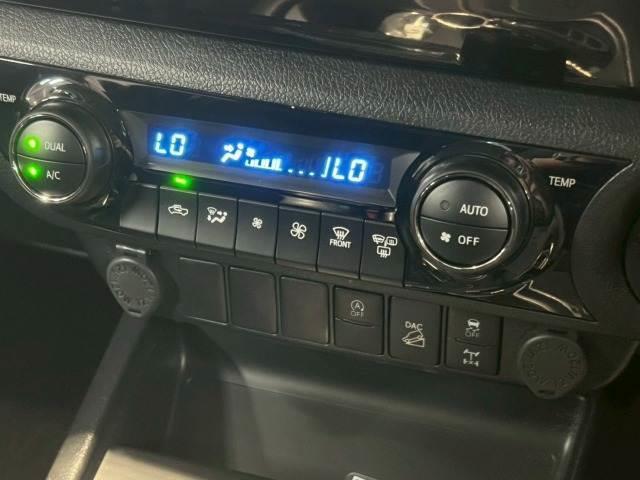 TEMP
DUAL
A/C
LO
LO
TEMP
AUTO
OFF
FRONT
A
OFF
DAC
OFF